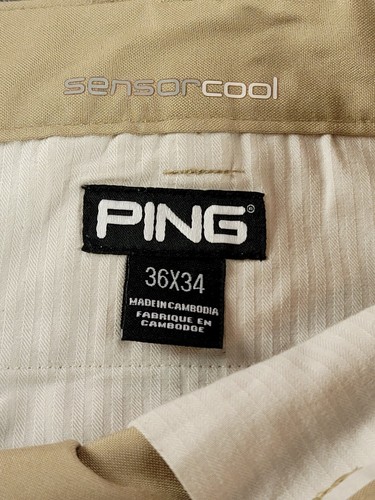 sensorcool
PING®
36X34
MADE IN CAMBODIA
FABRIQUE EN
CAMBODGE